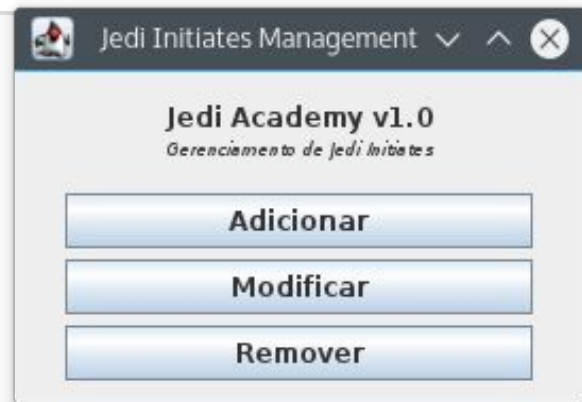 Jedi Initiates Management
Jedi Academy v1.0
Gerenciamento de Jedi Initiates
Adicionar
Modificar
Remover